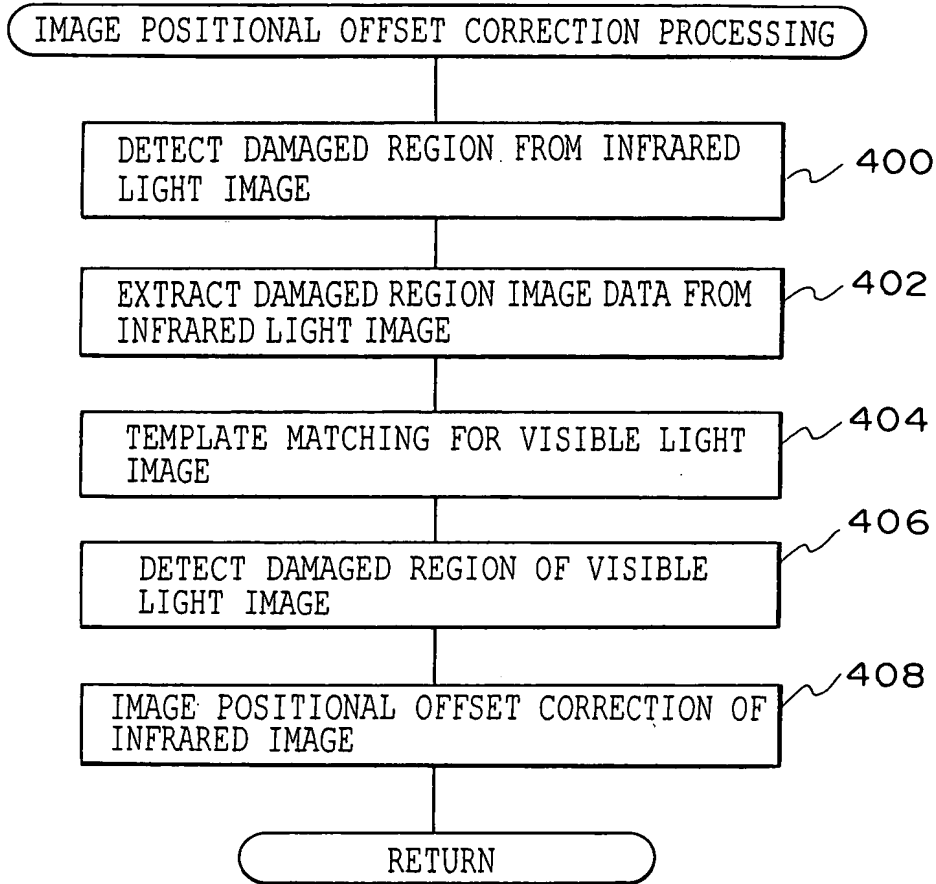 IMAGE POSITIONAL OFFSET CORRECTION PROCESSING
DETECT DAMAGED REGION FROM INFRARED
LIGHT IMAGE
400
EXTRACT DAMAGED REGION IMAGE DATA FROM
INFRARED LIGHT IMAGE
402
TEMPLATE MATCHING FOR VISIBLE LIGHT
IMAGE
404
DETECT DAMAGED REGION OF VISIBLE
LIGHT IMAGE
406
IMAGE POSITIONAL OFFSET CORRECTION OF
INFRARED IMAGE
408
RETURN